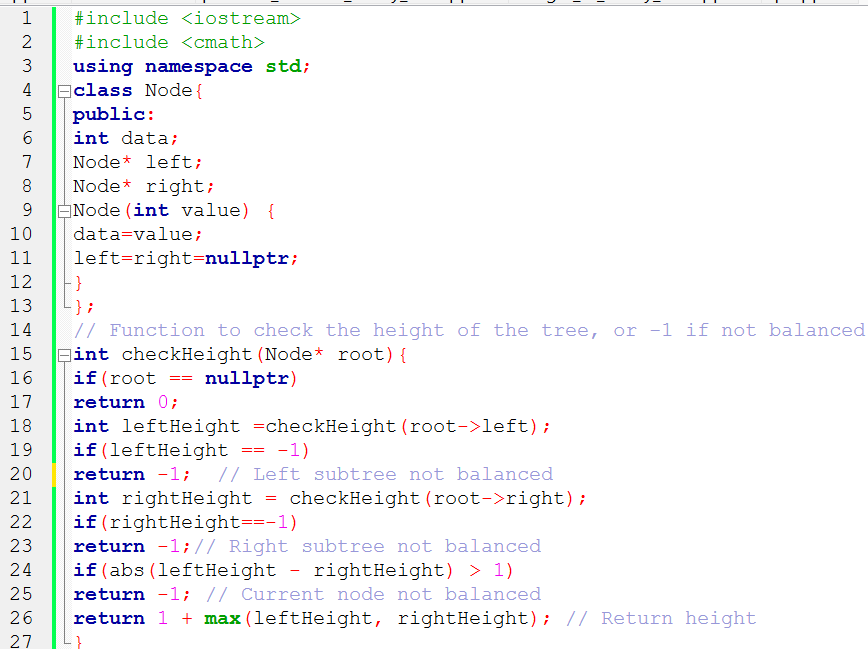 1 #include <iostream>
2 #include <cmath>
3 using namespace std;
4 class Node{
5 public:
6 int data;
7 Node* left;
8 Node* right;
9 Node(int value) {
10 data=value;
11 left=right=nullptr;
12 }
13 };
14 // Function to check the height of the tree, or -1 if not balanced
15 int checkHeight(Node* root){
16 if(root == nullptr)
17 return 0;
18 int leftHeight =checkHeight(root->left);
19 if(leftHeight == -1)
20 return -1;  // Left subtree not balanced
21 int rightHeight = checkHeight(root->right);
22 if(rightHeight==-1)
23 return -1;// Right subtree not balanced
24 if(abs(leftHeight - rightHeight) > 1)
25 return -1; // Current node not balanced
26 return 1 + max(leftHeight, rightHeight); // Return height
27 }